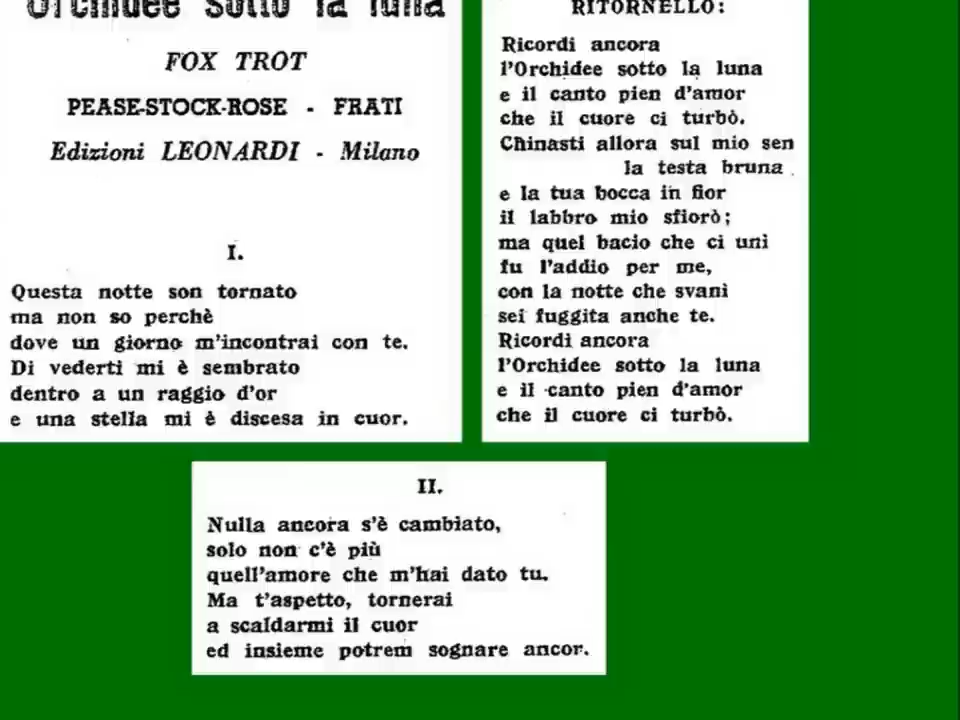 Orchidee sotto la luna
FOX TROT
PEASE-STOCK-ROSE - FRATI
Edizioni LEONARDI - Milano
I.
Questa notte son tornato
ma non so perchè
dove un giorno m'incontrai con te.
Di vederti mi è sembrato
dentro a un raggio d'or
e una stella mi è discesa in cuor.
RITORNELLO:
Ricordi ancora
l'Orchidee sotto la luna
e il canto pien d'amor
che il cuore ci turbò.
Chinasti allora sul mio sen
la testa bruna
e la tua bocca in fior
il labbro mio sfiorò;
ma quel bacio che ci unì
fu l'addio per me,
con la notte che svanì
sei fuggita anche te.
Ricordi ancora
l'Orchidee sotto la luna
e il canto pien d'amor
che il cuore ci turbò.
II.
Nulla ancora s'è cambiato,
solo non c'è più
quell'amore che m'hai dato tu.
Ma t'aspetto, tornerai
a scaldarmi il cuor
ed insieme potrem sognare ancor.